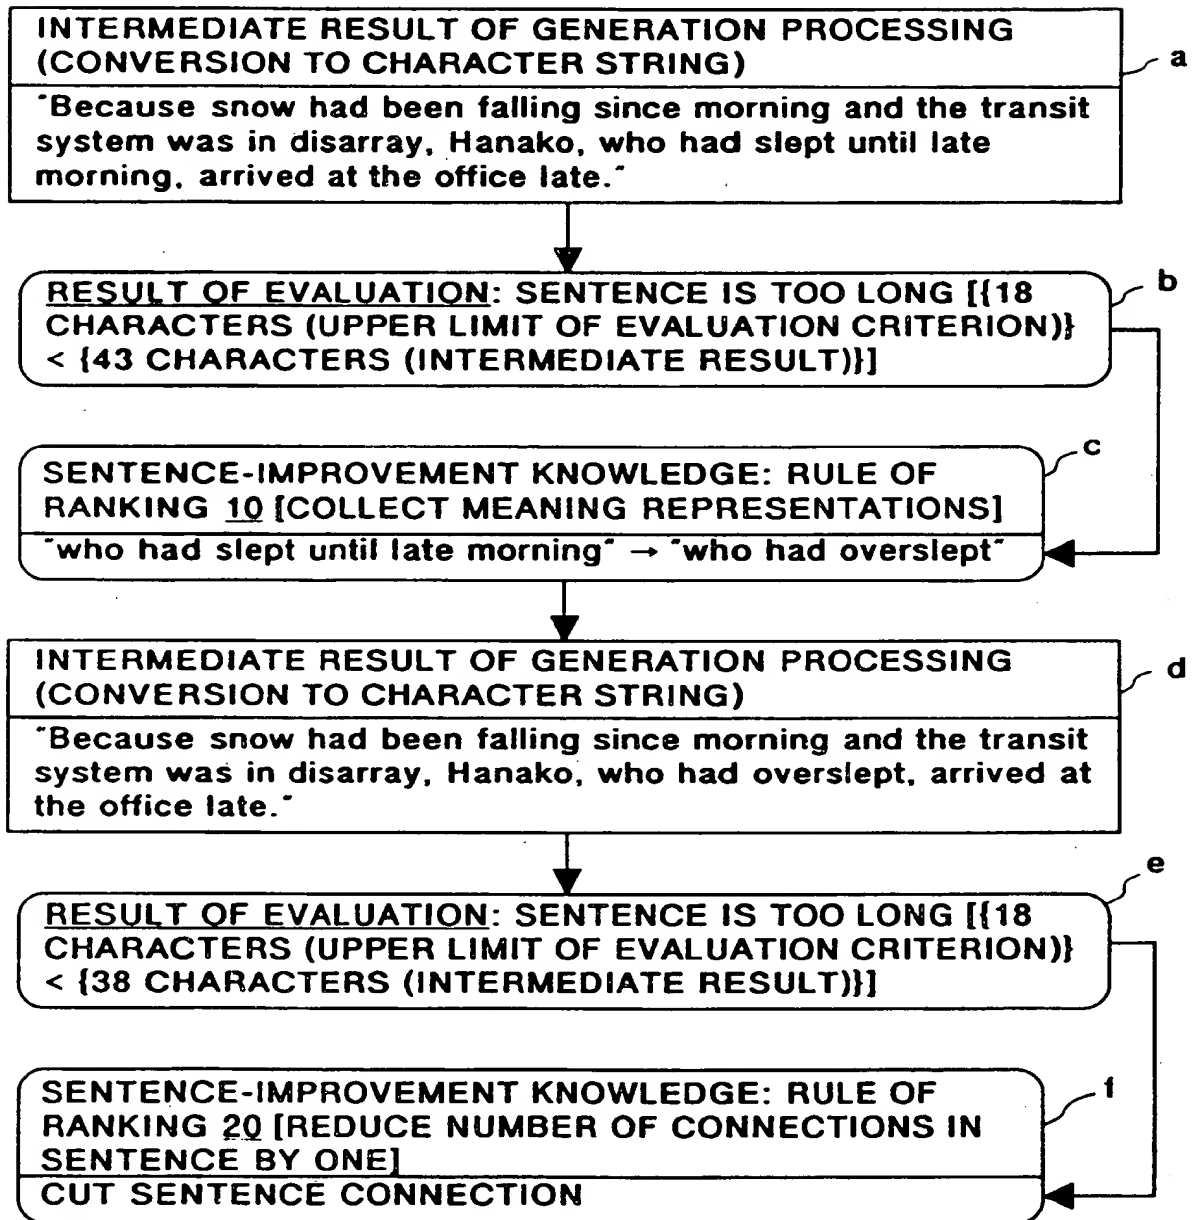 INTERMEDIATE RESULT OF GENERATION PROCESSING
(CONVERSION TO CHARACTER STRING)
a
"Because snow had been falling since morning and the transit
system was in disarray, Hanako, who had slept until late
morning, arrived at the office late."
b
RESULT OF EVALUATION: SENTENCE IS TOO LONG [{18
CHARACTERS (UPPER LIMIT OF EVALUATION CRITERION)}
< {43 CHARACTERS (INTERMEDIATE RESULT)}]
c
SENTENCE-IMPROVEMENT KNOWLEDGE: RULE OF
RANKING 10 [COLLECT MEANING REPRESENTATIONS]
"who had slept until late morning" → "who had overslept"
INTERMEDIATE RESULT OF GENERATION PROCESSING
(CONVERSION TO CHARACTER STRING)
d
"Because snow had been falling since morning and the transit
system was in disarray, Hanako, who had overslept, arrived at
the office late."
e
RESULT OF EVALUATION: SENTENCE IS TOO LONG [{18
CHARACTERS (UPPER LIMIT OF EVALUATION CRITERION)}
< {38 CHARACTERS (INTERMEDIATE RESULT)}]
f
SENTENCE-IMPROVEMENT KNOWLEDGE: RULE OF
RANKING 20 [REDUCE NUMBER OF CONNECTIONS IN
SENTENCE BY ONE]
CUT SENTENCE CONNECTION